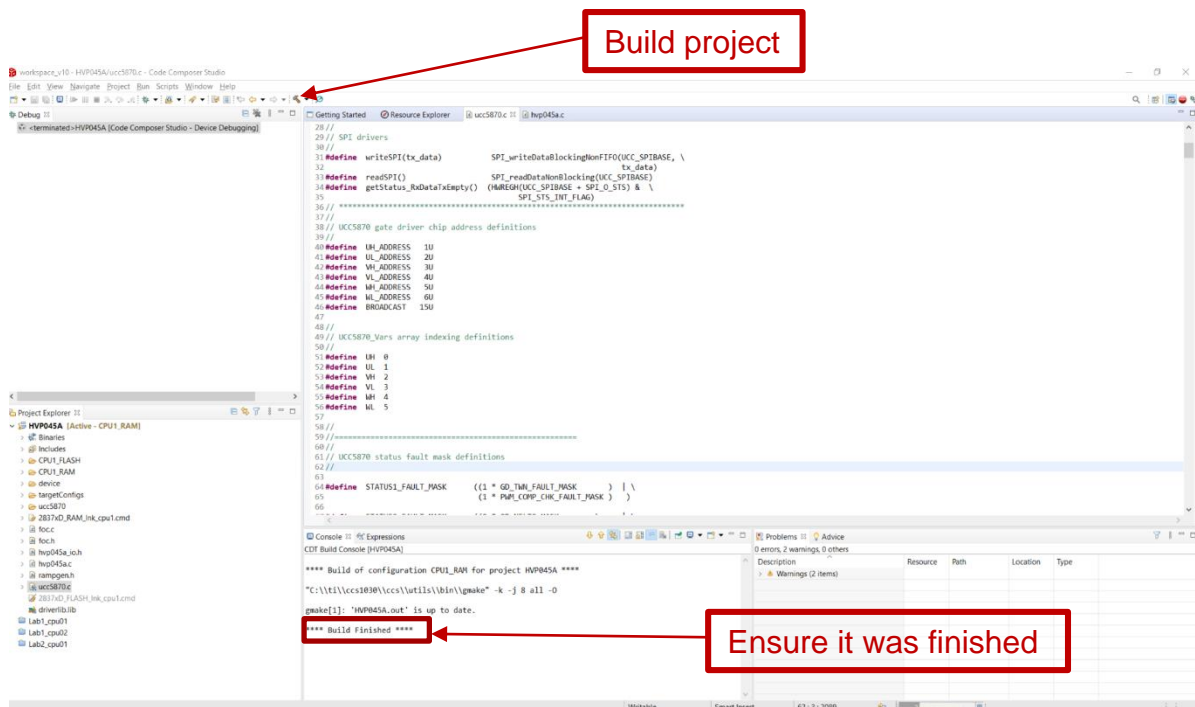 Build project
workspace_v10 - HVP045A/ucc5870.c - Code Composer Studio
File Edit View Navigate Project Run Scripts Window Help
Debug
Getting Started Resource Explorer ucc5870.c hvp045a.c
<terminated>HVP045A [Code Composer Studio - Device Debugging]
28 //
29 // SPI drivers
30 //
31 #define writeSPI(tx_data) SPI_writeDataBlockingNonFIFO(UCC_SPIBASE, \
32 tx_data)
33 #define readSPI() SPI_readDataNonBlocking(UCC_SPIBASE)
34 #define getStatus_RxDataTxEmpty() (HWREGH(UCC_SPIBASE + SPI_O_STS) & \
35 SPI_STS_INT_FLAG)
36 // ****************************************************************************
37 //
38 // UCC5870 gate driver chip address definitions
39 //
40 #define UH_ADDRESS 1U
41 #define UL_ADDRESS 2U
42 #define VH_ADDRESS 3U
43 #define VL_ADDRESS 4U
44 #define WH_ADDRESS 5U
45 #define WL_ADDRESS 6U
46 #define BROADCAST 15U
47
48 //
49 // UCC5870_Vars array indexing definitions
50 //
51 #define UH 0
52 #define UL 1
53 #define VH 2
54 #define VL 3
55 #define WH 4
56 #define WL 5
57
58 //
59 //======================================================
60 //
61 // UCC5870 status fault mask definitions
62 //
63
64 #define STATUS1_FAULT_MASK ((1 * GD_TWN_FAULT_MASK ) | \
65 (1 * PWM_COMP_CHK_FAULT_MASK ) )
66
Project Explorer
HVP045A [Active - CPU1_RAM]
Binaries
Includes
CPU1_FLASH
CPU1_RAM
device
targetConfigs
ucc5870
2837xD_RAM_lnk_cpu1.cmd
foc.c
foc.h
hvp045a_io.h
hvp045a.c
rampgen.h
ucc5870.c
2837xD_FLASH_lnk_cpu1.cmd
driverlib.lib
Lab1_cpu01
Lab1_cpu02
Lab2_cpu01
Console Expressions
CDT Build Console [HVP045A]
**** Build of configuration CPU1_RAM for project HVP045A ****
"C:\\ti\\ccs1030\\ccs\\utils\\bin\\gmake" -k -j 8 all -O
gmake[1]: 'HVP045A.out' is up to date.
**** Build Finished ****
Problems Advice
0 errors, 2 warnings, 0 others
Description Resource Path Location Type
Warnings (2 items)
Ensure it was finished